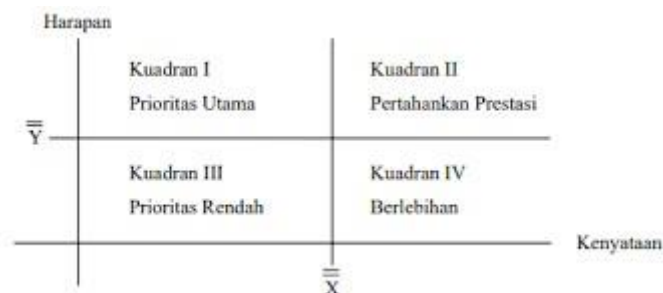 Harapan
Kuadran I
Prioritas Utama
Kuadran II
Pertahankan Prestasi
Y̿
Kuadran III
Prioritas Rendah
Kuadran IV
Berlebihan
Kenyataan
X̿